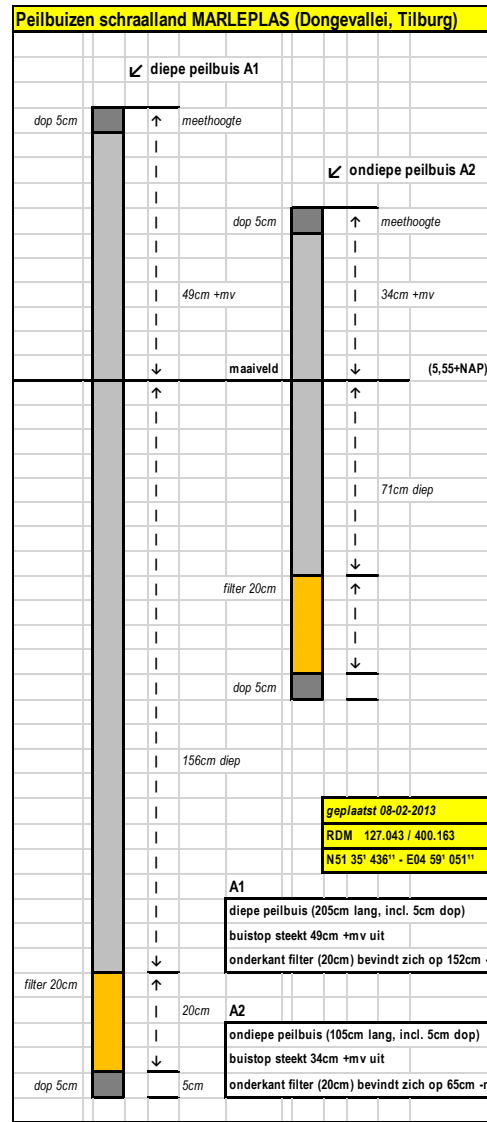 Peilbuizen schraalland MARLEPLAS (Dongevallei, Tilburg)
↙ diepe peilbuis A1
dop 5cm
meethoogte
↙ ondiepe peilbuis A2
dop 5cm
meethoogte
49cm +mv
34cm +mv
maaiveld
(5,55+NAP)
71cm diep
filter 20cm
dop 5cm
156cm diep
geplaatst 08-02-2013
RDM 127.043 / 400.163
N51 35¹ 436¹¹ - E04 59¹ 051¹¹
A1
diepe peilbuis (205cm lang, incl. 5cm dop)
buistop steekt 49cm +mv uit
onderkant filter (20cm) bevindt zich op 152cm -
filter 20cm
20cm
A2
ondiepe peilbuis (105cm lang, incl. 5cm dop)
buistop steekt 34cm +mv uit
dop 5cm
5cm
onderkant filter (20cm) bevindt zich op 65cm